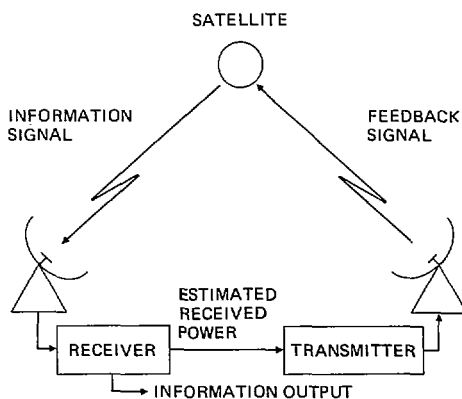 SATELLITE
INFORMATION
SIGNAL
FEEDBACK
SIGNAL
ESTIMATED
RECEIVED
POWER
RECEIVER
TRANSMITTER
INFORMATION OUTPUT